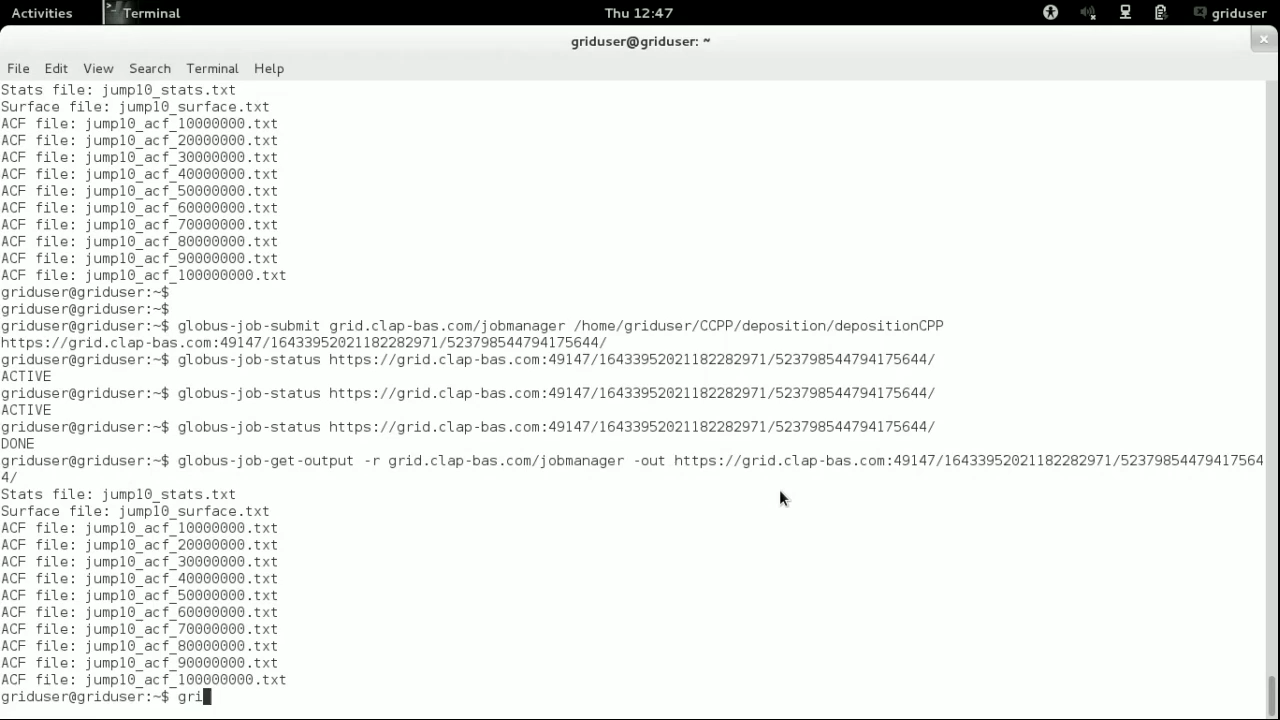 Activities Terminal Thu 12:47 griduser
griduser@griduser: ~
File Edit View Search Terminal Help
Stats file: jump10_stats.txt
Surface file: jump10_surface.txt
ACF file: jump10_acf_10000000.txt
ACF file: jump10_acf_20000000.txt
ACF file: jump10_acf_30000000.txt
ACF file: jump10_acf_40000000.txt
ACF file: jump10_acf_50000000.txt
ACF file: jump10_acf_60000000.txt
ACF file: jump10_acf_70000000.txt
ACF file: jump10_acf_80000000.txt
ACF file: jump10_acf_90000000.txt
ACF file: jump10_acf_100000000.txt
griduser@griduser:~$
griduser@griduser:~$
griduser@griduser:~$ globus-job-submit grid.clap-bas.com/jobmanager /home/griduser/CCPP/deposition/depositionCPP
https://grid.clap-bas.com:49147/16433952021182282971/523798544794175644/
griduser@griduser:~$ globus-job-status https://grid.clap-bas.com:49147/16433952021182282971/523798544794175644/
ACTIVE
griduser@griduser:~$ globus-job-status https://grid.clap-bas.com:49147/16433952021182282971/523798544794175644/
ACTIVE
griduser@griduser:~$ globus-job-status https://grid.clap-bas.com:49147/16433952021182282971/523798544794175644/
DONE
griduser@griduser:~$ globus-job-get-output -r grid.clap-bas.com/jobmanager -out https://grid.clap-bas.com:49147/16433952021182282971/52379854479417564
4/
Stats file: jump10_stats.txt
Surface file: jump10_surface.txt
ACF file: jump10_acf_10000000.txt
ACF file: jump10_acf_20000000.txt
ACF file: jump10_acf_30000000.txt
ACF file: jump10_acf_40000000.txt
ACF file: jump10_acf_50000000.txt
ACF file: jump10_acf_60000000.txt
ACF file: jump10_acf_70000000.txt
ACF file: jump10_acf_80000000.txt
ACF file: jump10_acf_90000000.txt
ACF file: jump10_acf_100000000.txt
griduser@griduser:~$ gri